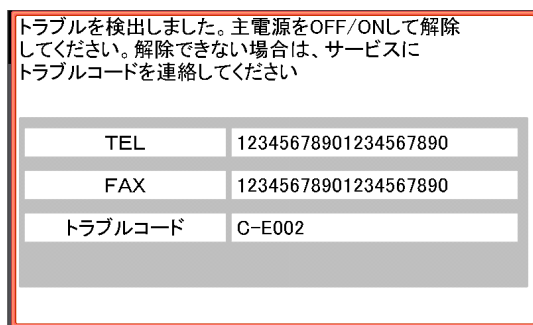 トラブルを検出しました。主電源をOFF/ONして解除
してください。解除できない場合は、サービスに
トラブルコードを連絡してください
TEL 12345678901234567890
FAX 12345678901234567890
トラブルコード C-E002